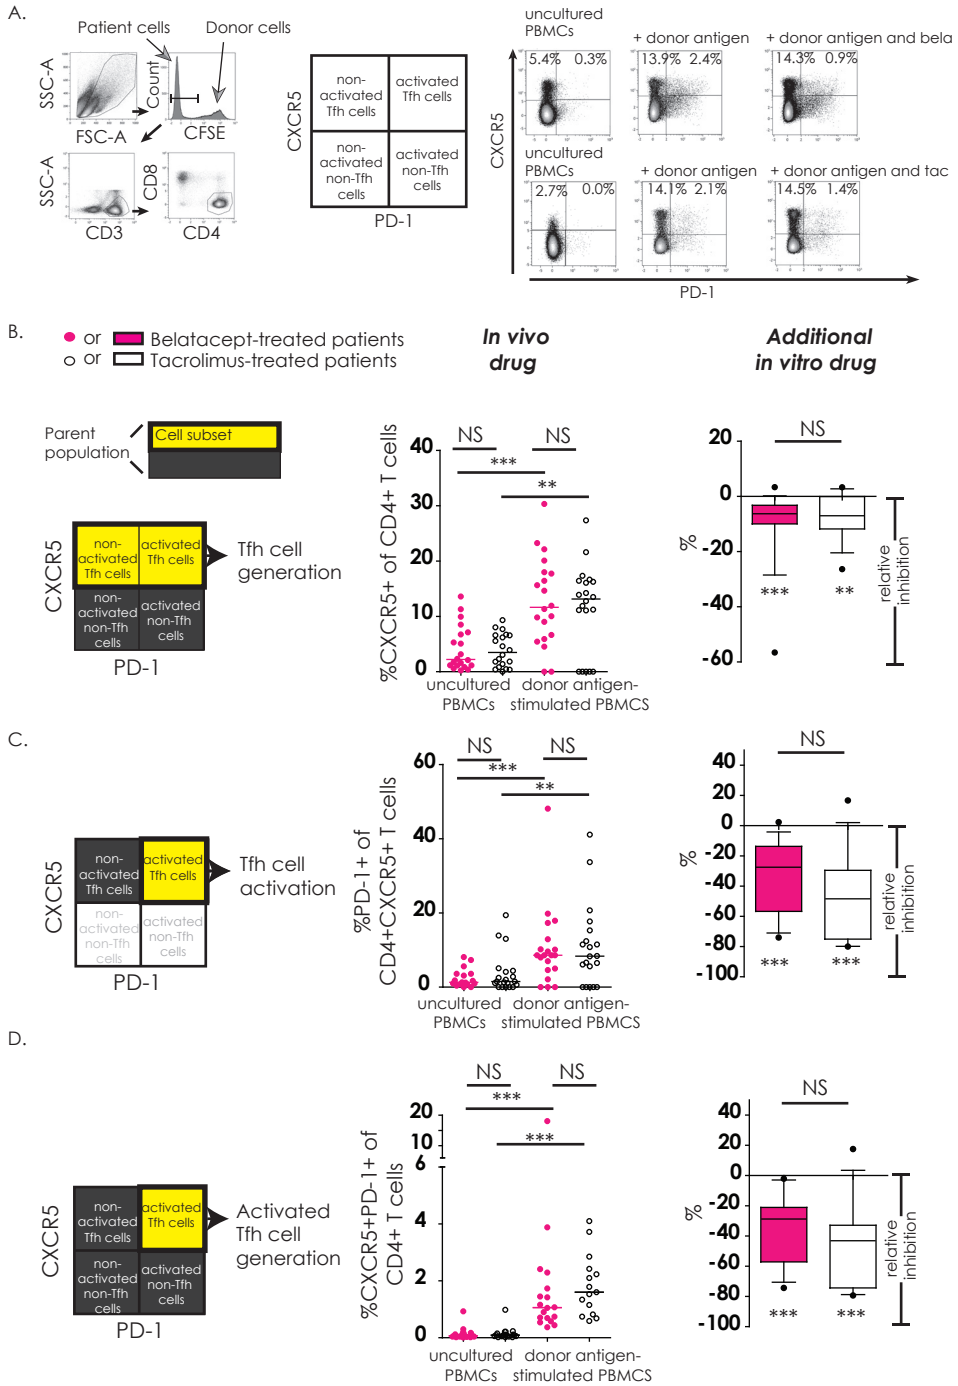 A.
Patient cells
Donor cells
SSC-A
FSC-A
Count
CFSE
SSC-A
CD3
CD8
CD4
CXCR5
non-
activated
Tfh cells
activated
Tfh cells
non-
activated
non-Tfh
cells
activated
non-Tfh
cells
PD-1
uncultured
PBMCs
+ donor antigen
+ donor antigen and bela
5.4% 0.3%
13.9% 2.4%
14.3% 0.9%
CXCR5
uncultured
PBMCs
+ donor antigen
+ donor antigen and tac
2.7% 0.0%
14.1% 2.1%
14.5% 1.4%
PD-1
B.
or Belatacept-treated patients
or Tacrolimus-treated patients
In vivo
drug
Additional
in vitro drug
Parent
population
Cell subset
CXCR5
non-
activated
Tfh cells
activated
Tfh cells
non-
activated
non-Tfh
cells
activated
non-Tfh
cells
PD-1
Tfh cell
generation
%CXCR5+ of CD4+ T cells
40
30
20
10
0
NS
NS
***
**
uncultured
PBMCs
donor antigen-
stimulated PBMCS
%
20
0
-20
-40
-60
NS
***
**
relative
inhibition
C.
CXCR5
non-
activated
Tfh cells
activated
Tfh cells
non-
activated
non-Tfh
cells
activated
non-Tfh
cells
PD-1
Tfh cell
activation
%PD-1+ of
CD4+CXCR5+ T cells
60
40
20
0
NS
NS
***
**
uncultured
PBMCs
donor antigen-
stimulated PBMCS
%
40
20
0
-20
-40
-60
-80
-100
NS
***
***
relative
inhibition
D.
CXCR5
non-
activated
Tfh cells
activated
Tfh cells
non-
activated
non-Tfh
cells
activated
non-Tfh
cells
PD-1
Activated
Tfh cell
generation
%CXCR5+PD-1+ of
CD4+ T cells
20
10
6
4
2
0
NS
NS
***
***
uncultured
PBMCs
donor antigen-
stimulated PBMCS
%
40
20
0
-20
-40
-60
-80
-100
NS
***
***
relative
inhibition